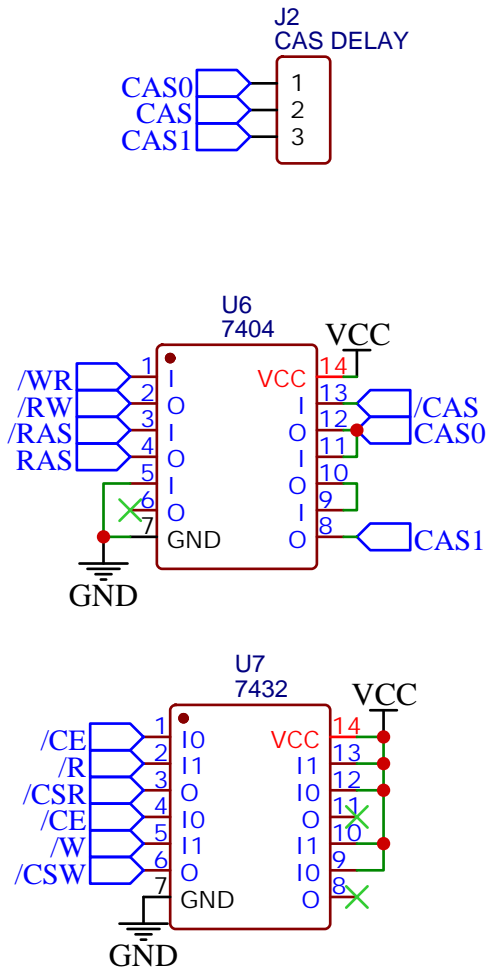 J2
CAS DELAY
CAS0 1
CAS 2
CAS1 3
U6
7404
VCC
/WR 1 I VCC 14
/RW 2 O I 13 /CAS
/RAS 3 I O 12 CAS0
RAS 4 O I 11
5 I O 10
6 O I 9
7 GND O 8 CAS1
GND
U7
7432
VCC
/CE 1 I0 VCC 14
/R 2 I1 I1 13
/CSR 3 O I0 12
/CE 4 I0 O 11
/W 5 I1 I1 10
/CSW 6 O I0 9
7 GND O 8
GND